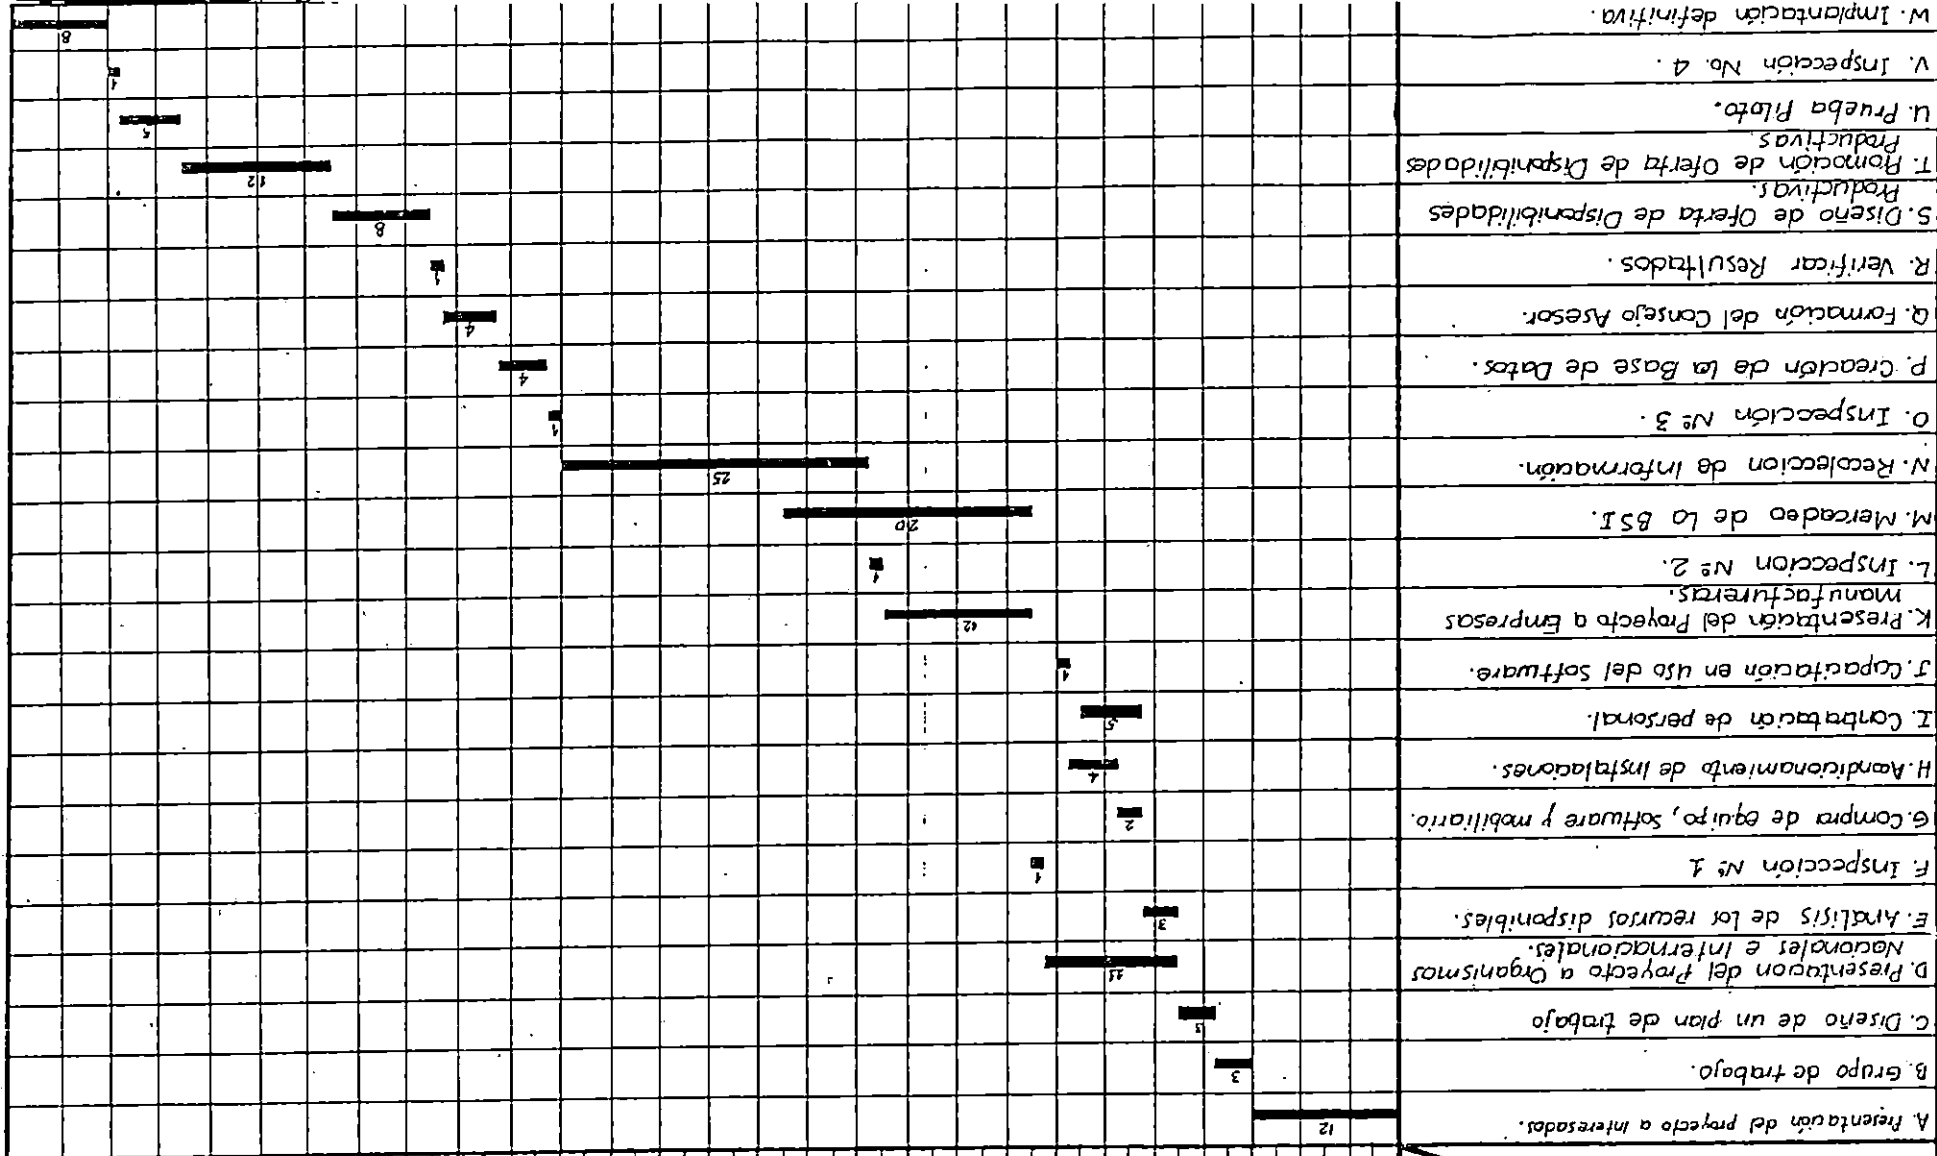 A. Presentación del proyecto a interesados.
12
B. Grupo de trabajo.
3
C. Diseño de un plan de trabajo
3
D. Presentacion del Proyecto a Organismos
Nacionales e Internacionales.
11
E. Análisis de los recursos disponibles.
3
F. Inspección Nº 1
1
G. Compra de equipo, Software y mobiliario.
2
H. Acondicionamiento de Instalaciones.
4
I. Contratación de personal.
5
J. Capacitación en uso del Software.
1
K. Presentación del Proyecto a Empresas
manufactureras.
12
L. Inspección Nº 2.
1
M. Mercadeo de la BSI.
20
N. Recoleccion de Información.
25
O. Inspección Nº 3.
1
P. Creación de la Base de Datos.
4
Q. Formación del Consejo Asesor.
4
R. Verificar Resultados.
1
S. Diseño de Oferta de Disponibilidades
Productivas.
8
T. Promoción de Oferta de Disponibilidades
Productivas
12
U. Prueba Piloto.
5
V. Inspección No. 4.
1
W. Implantación definitiva.
8